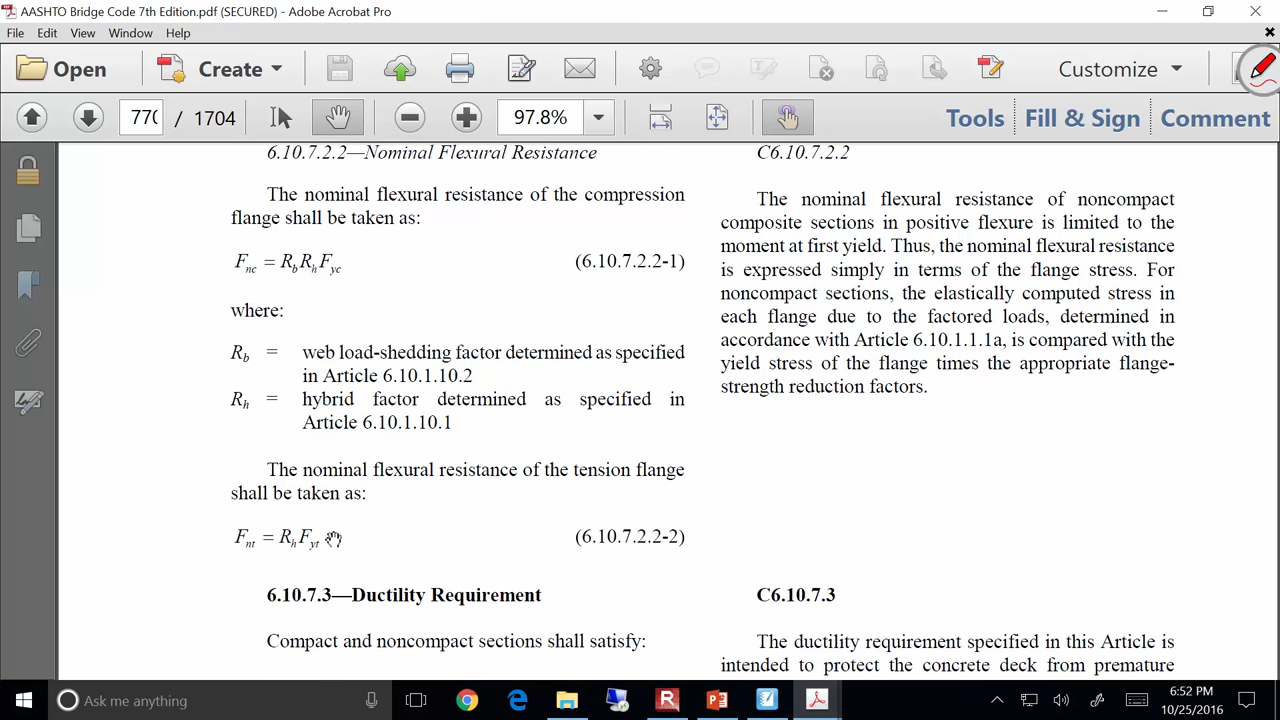 AASHTO Bridge Code 7th Edition.pdf (SECURED) - Adobe Acrobat Pro
File Edit View Window Help
Open Create Customize
770 / 1704 97.8% Tools Fill & Sign Comment
6.10.7.2.2—Nominal Flexural Resistance
The nominal flexural resistance of the compression
flange shall be taken as:
Fnc = RbRhFyc (6.10.7.2.2-1)
where:
Rb = web load-shedding factor determined as specified
in Article 6.10.1.10.2
Rh = hybrid factor determined as specified in
Article 6.10.1.10.1
The nominal flexural resistance of the tension flange
shall be taken as:
Fnt = RhFyt (6.10.7.2.2-2)
6.10.7.3—Ductility Requirement
Compact and noncompact sections shall satisfy:
C6.10.7.2.2
The nominal flexural resistance of noncompact
composite sections in positive flexure is limited to the
moment at first yield. Thus, the nominal flexural resistance
is expressed simply in terms of the flange stress. For
noncompact sections, the elastically computed stress in
each flange due to the factored loads, determined in
accordance with Article 6.10.1.1.1a, is compared with the
yield stress of the flange times the appropriate flange-
strength reduction factors.
C6.10.7.3
The ductility requirement specified in this Article is
intended to protect the concrete deck from premature
Ask me anything
6:52 PM
10/25/2016